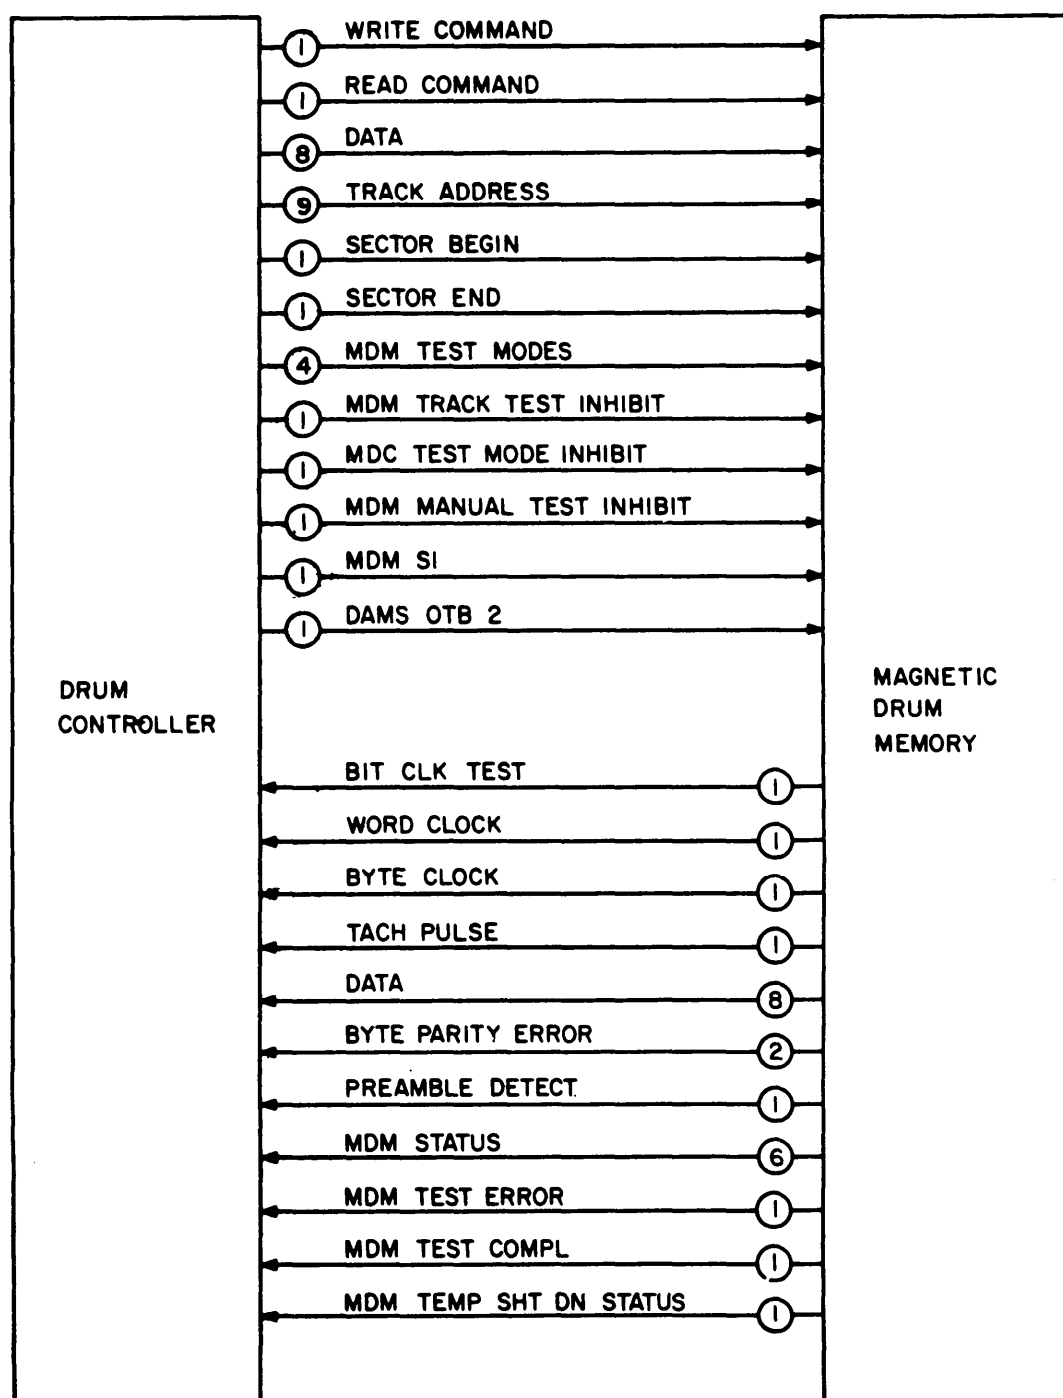 1 WRITE COMMAND
1 READ COMMAND
8 DATA
9 TRACK ADDRESS
1 SECTOR BEGIN
1 SECTOR END
4 MDM TEST MODES
1 MDM TRACK TEST INHIBIT
1 MDC TEST MODE INHIBIT
1 MDM MANUAL TEST INHIBIT
1 MDM SI
1 DAMS OTB 2
DRUM
CONTROLLER
MAGNETIC
DRUM
MEMORY
BIT CLK TEST 1
WORD CLOCK 1
BYTE CLOCK 1
TACH PULSE 1
DATA 8
BYTE PARITY ERROR 2
PREAMBLE DETECT 1
MDM STATUS 6
MDM TEST ERROR 1
MDM TEST COMPL 1
MDM TEMP SHT DN STATUS 1